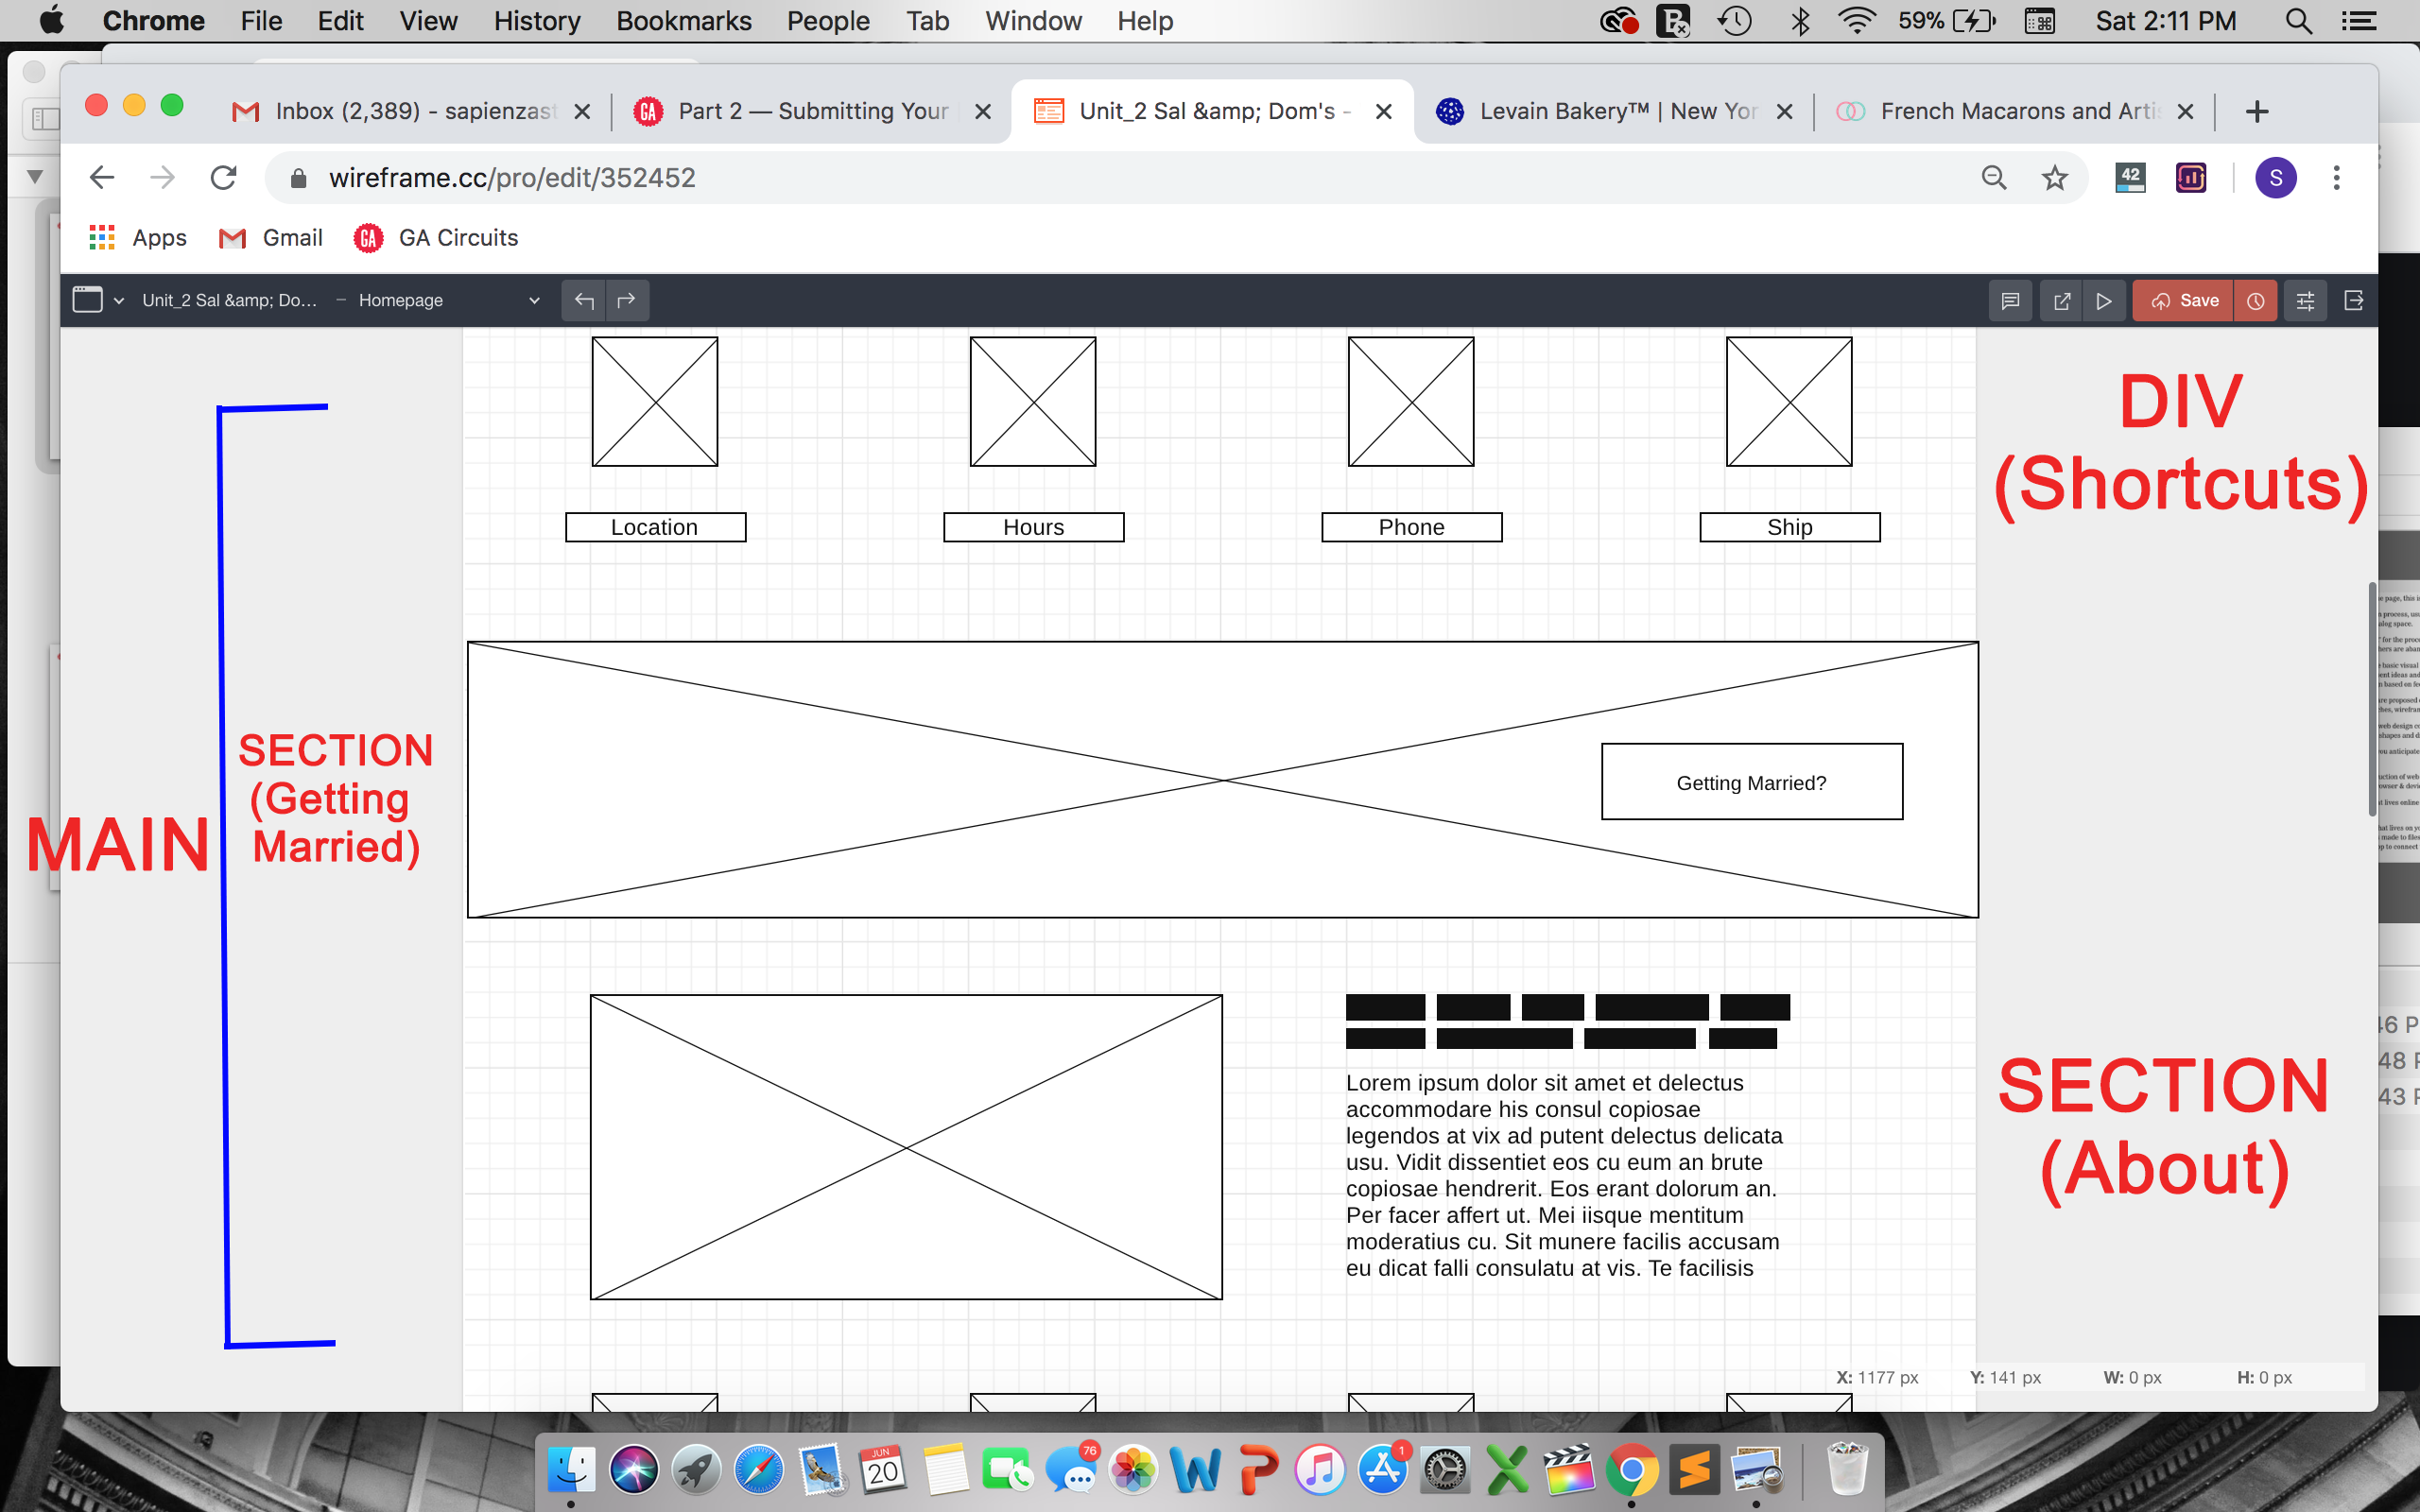 Chrome File Edit View History Bookmarks People Tab Window Help 59% Sat 2:11 PM
Inbox (2,389) - sapienzast Part 2 — Submitting Your Unit_2 Sal &amp; Dom's - Levain Bakery™ | New Yor French Macarons and Arti
wireframe.cc/pro/edit/352452 42 S
Apps Gmail GA Circuits
Unit_2 Sal &amp; Do... – Homepage Save
DIV
(Shortcuts)
Location Hours Phone Ship
MAIN
SECTION
(Getting
Married)
Getting Married?
Lorem ipsum dolor sit amet et delectus
accommodare his consul copiosae
legendos at vix ad putent delectus delicata
usu. Vidit dissentiet eos cu eum an brute
copiosae hendrerit. Eos erant dolorum an.
Per facer affert ut. Mei iisque mentitum
moderatius cu. Sit munere facilis accusam
eu dicat falli consulatu at vis. Te facilisis
SECTION
(About)
X: 1177 px Y: 141 px W: 0 px H: 0 px
JUN
20
76
1